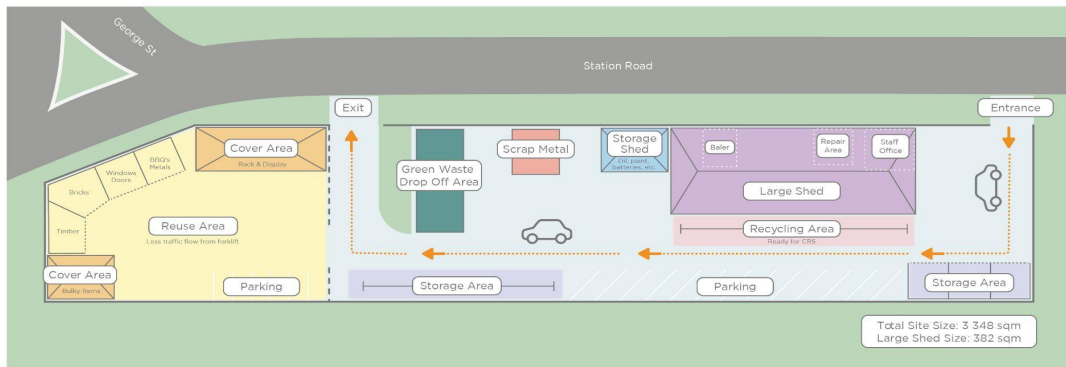 George St
Station Road
Exit
Entrance
Cover Area
Rack & Display
BBQ's
Metals
Windows
Doors
Bricks
Timber
Reuse Area
Less traffic flow from forklift
Cover Area
Bulky Items
Parking
Green Waste
Drop Off Area
Scrap Metal
Storage
Shed
Oil, paint,
batteries, etc.
Baler
Repair
Area
Staff
Office
Large Shed
Recycling Area
Ready for CRS
Storage Area
Parking
Storage Area
Total Site Size: 3 348 sqm
Large Shed Size: 382 sqm